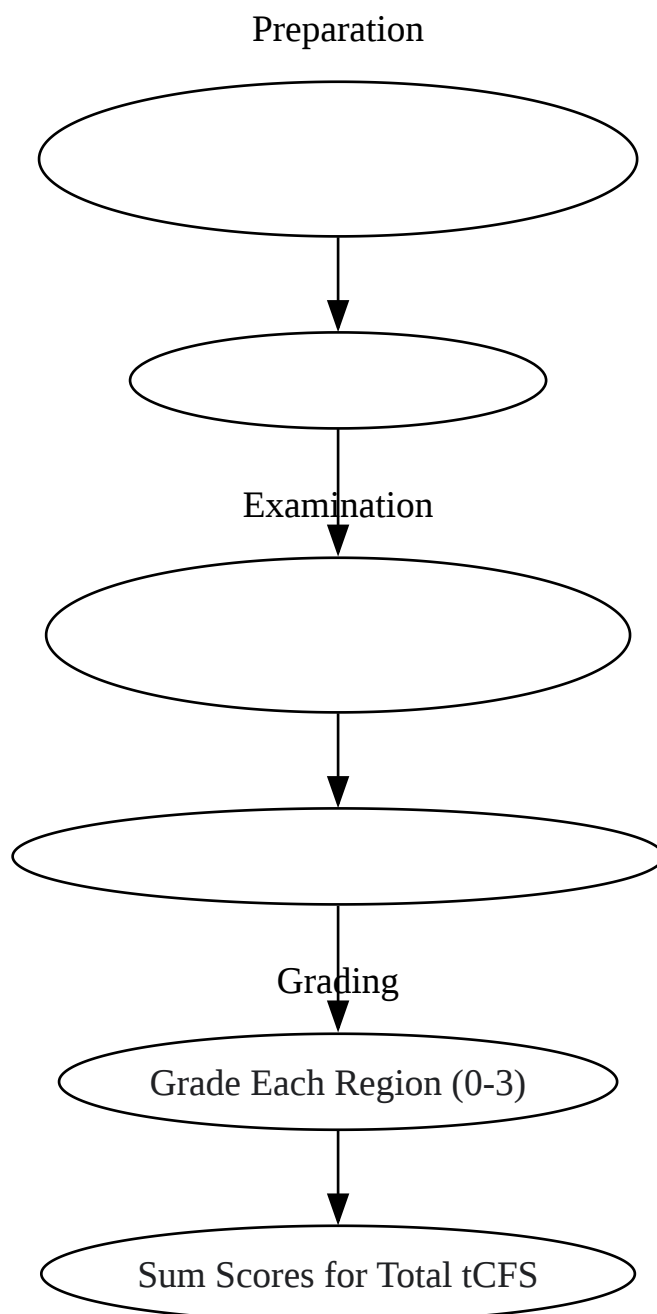 Preparation
Examination
Grading
Grade Each Region (0-3)
Sum Scores for Total tCFS